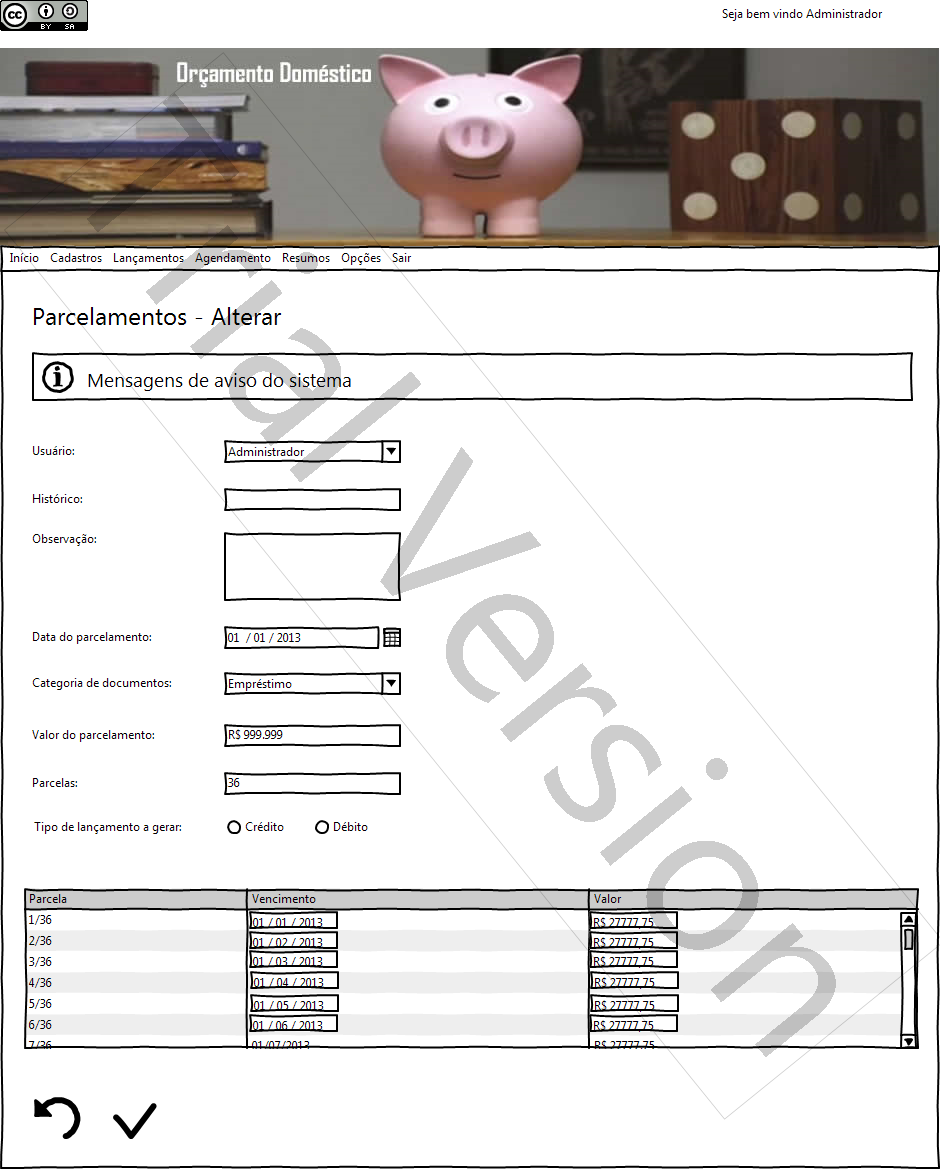 cc BY SA
Seja bem vindo Administrador
Orçamento Doméstico
Início Cadastros Lançamentos Agendamento Resumos Opções Sair
Parcelamentos - Alterar
Mensagens de aviso do sistema
Usuário: Administrador
Histórico:
Observação:
Data do parcelamento: 01 / 01 / 2013
Categoria de documentos: Empréstimo
Valor do parcelamento: R$ 999.999
Parcelas: 36
Tipo de lançamento a gerar: Crédito Débito
Parcela Vencimento Valor
1/36 01 / 01 / 2013 R$ 27777,75
2/36 01 / 02 / 2013 R$ 27777,75
3/36 01 / 03 / 2013 R$ 27777,75
4/36 01 / 04 / 2013 R$ 27777,75
5/36 01 / 05 / 2013 R$ 27777,75
6/36 01 / 06 / 2013 R$ 27777,75
7/36 01/07/2013 R$ 27777,75
Trial Version